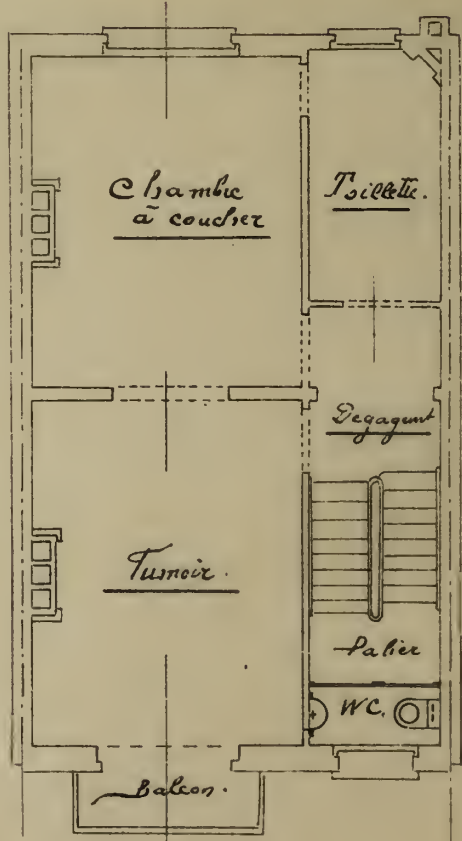 Chambre
à coucher
Toilette.
Degagemt
Fumoir.
Palier
WC.
Balcon.